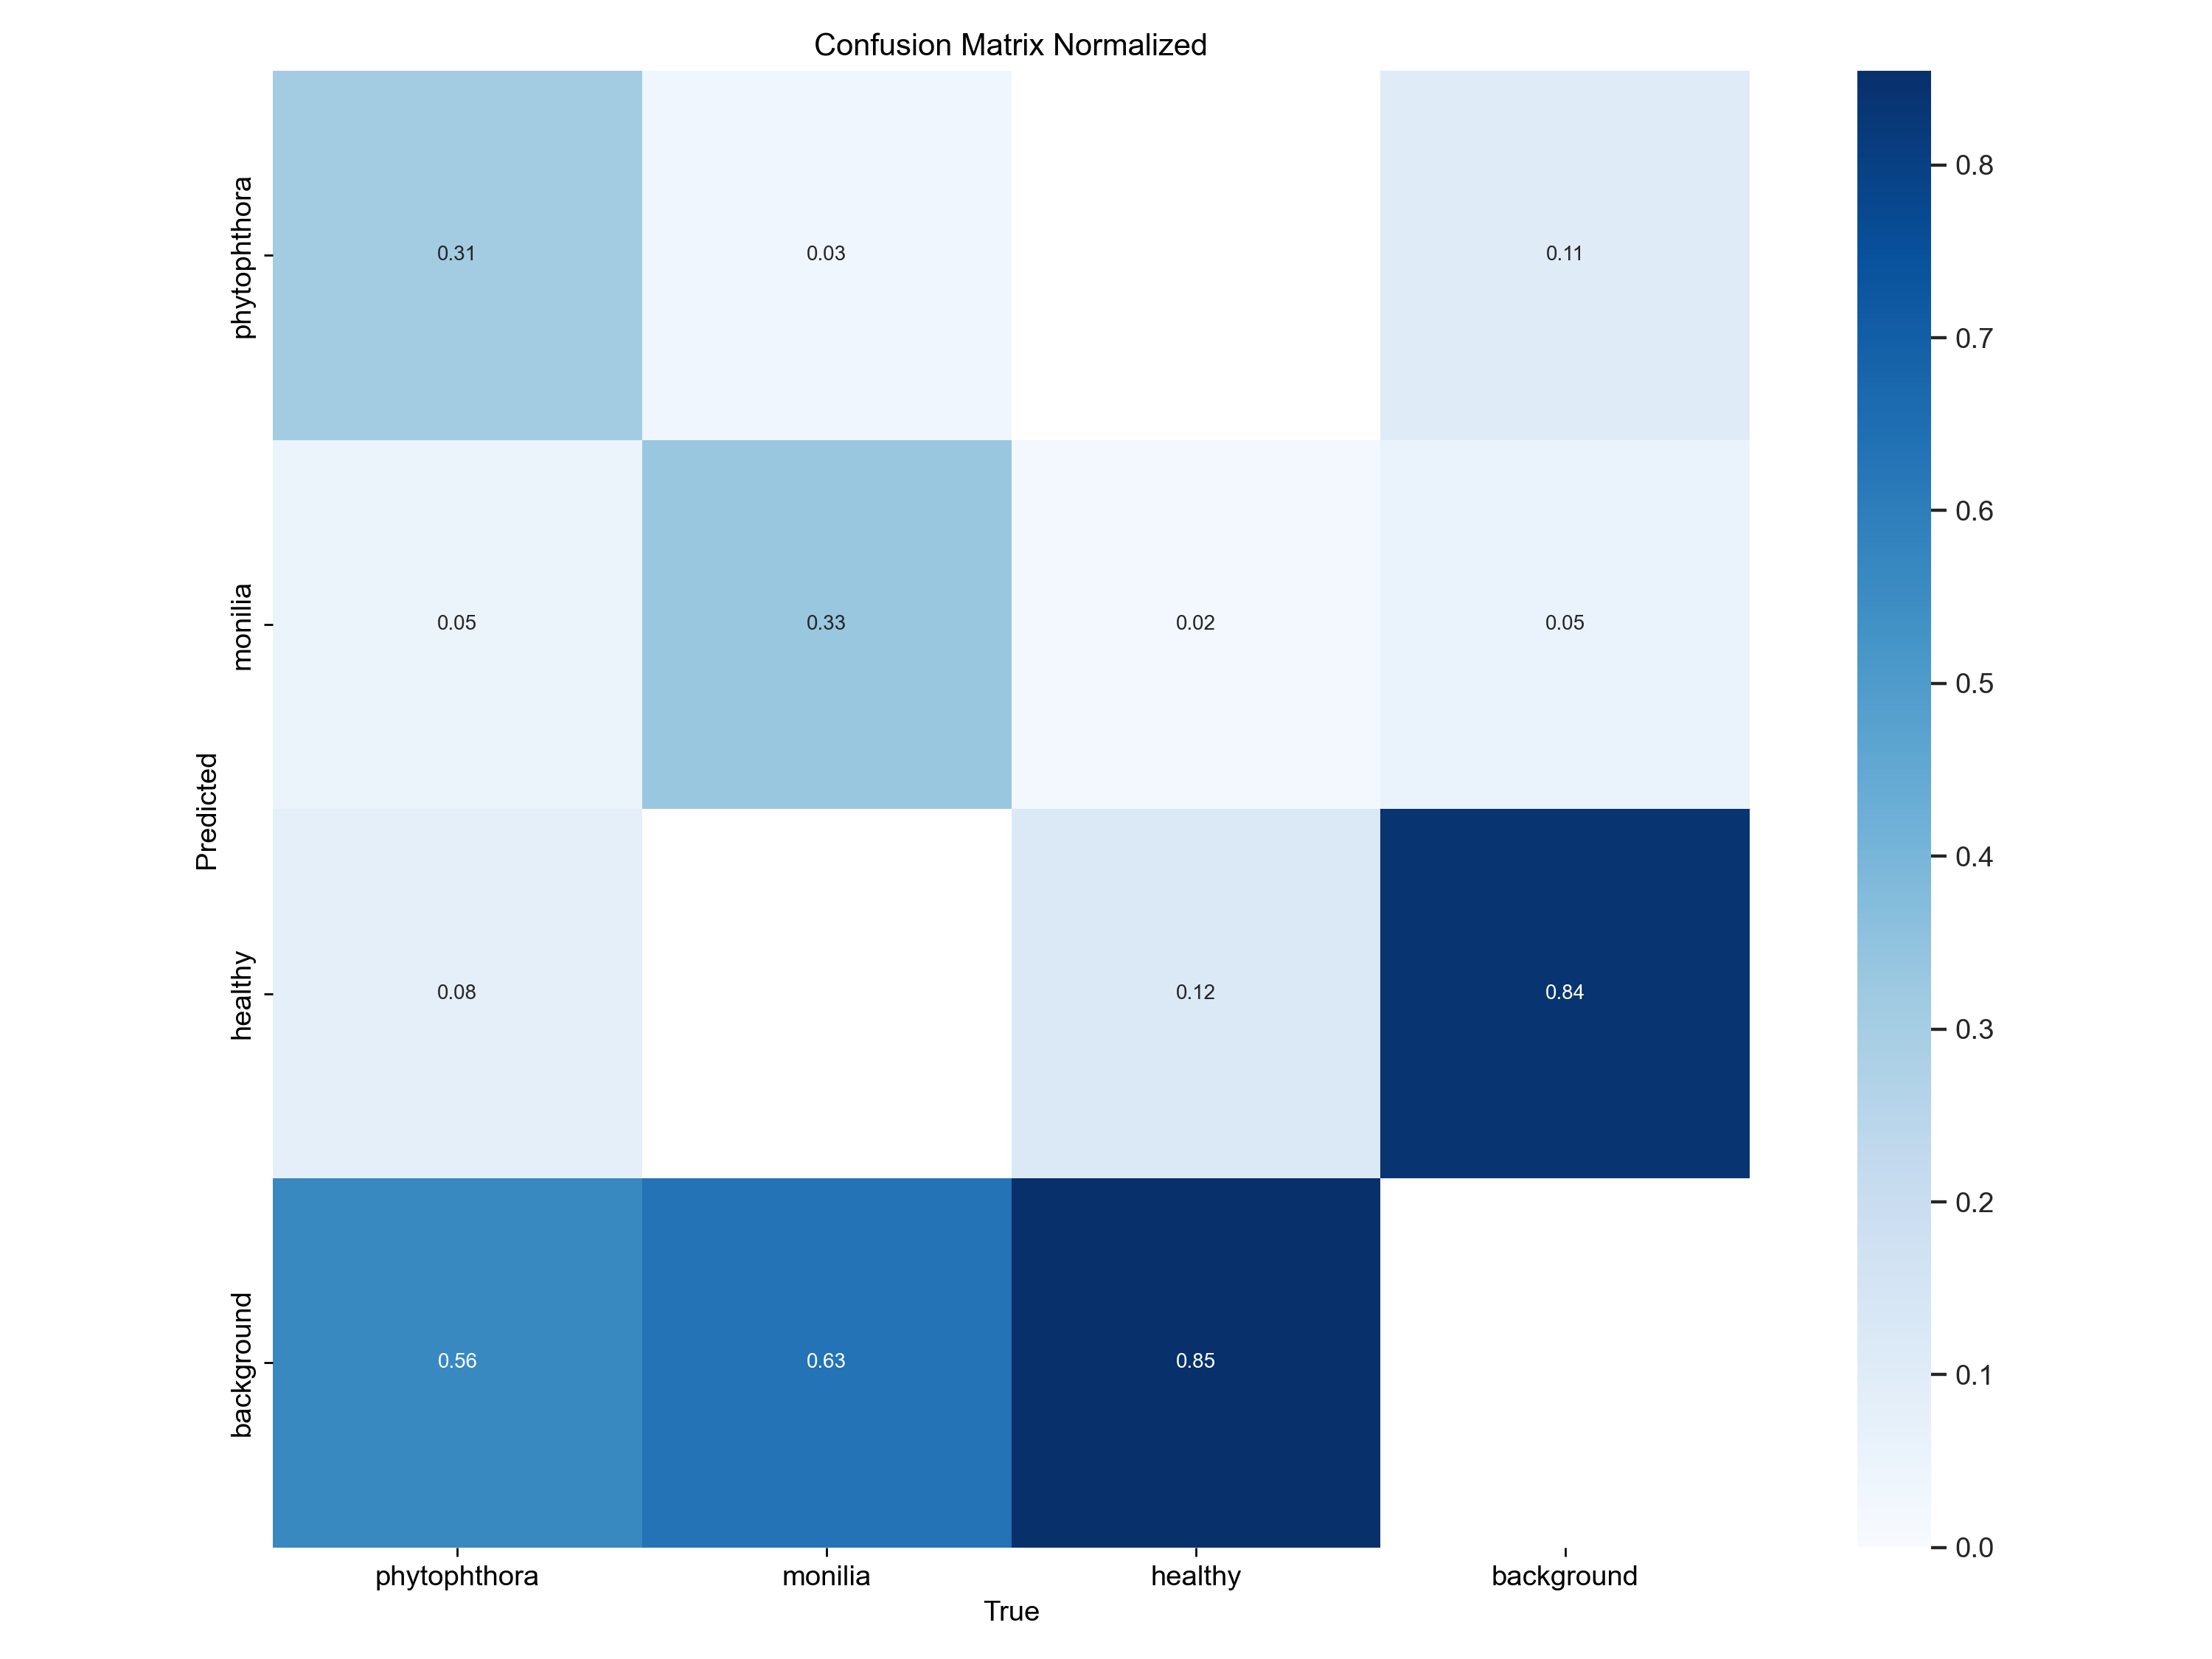 Confusion Matrix Normalized
phytophthora
0.31
0.03
0.11
monilia
0.05
0.33
0.02
0.05
healthy
0.08
0.12
0.84
background
0.56
0.63
0.85
Predicted
phytophthora
monilia
healthy
background
True
0.8
0.7
0.6
0.5
0.4
0.3
0.2
0.1
0.0